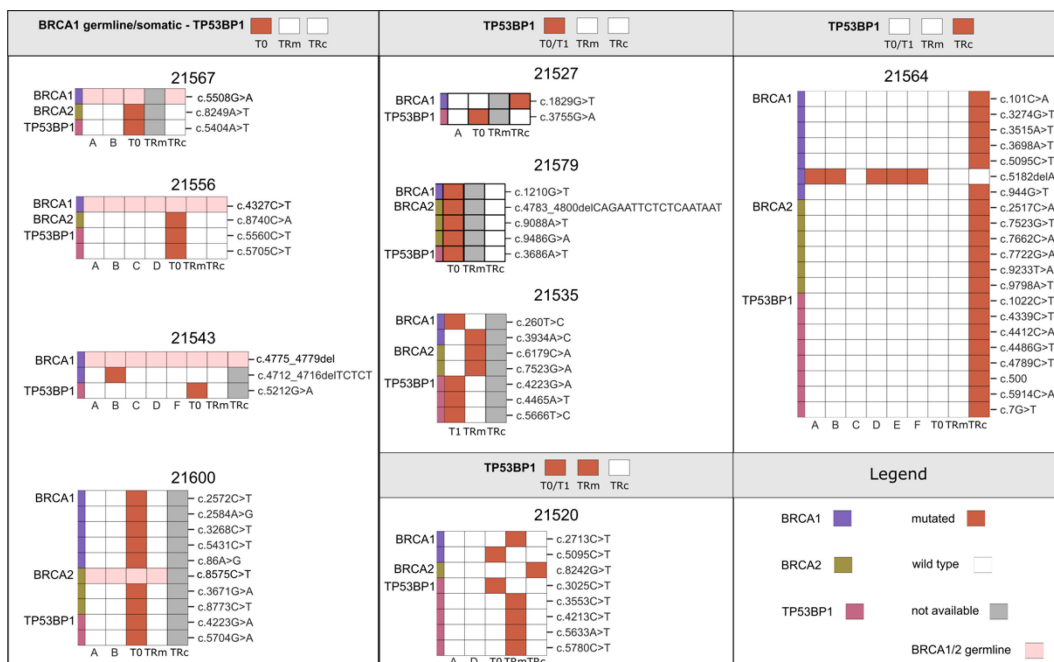 BRCA1 germline/somatic - TP53BP1
T0 TRm TRc
21567
BRCA1
BRCA2
TP53BP1
c.5508G>A
c.8249A>T
c.5404A>T
A B T0 TRm TRc
21556
BRCA1
BRCA2
TP53BP1
c.4327C>T
c.8740C>A
c.5560C>T
c.5705C>T
A B C D T0 TRm TRc
21543
BRCA1
TP53BP1
c.4775_4779del
c.4712_4716delTCTCT
c.5212G>A
A B C D F T0 TRm TRc
21600
BRCA1
BRCA2
TP53BP1
c.2572C>T
c.2584A>G
c.3268C>T
c.5431C>T
c.86A>G
c.8575C>T
c.3671G>A
c.8773C>T
c.4223G>A
c.5704G>A
A B T0 TRm TRc
TP53BP1
T0/T1 TRm TRc
21527
BRCA1
TP53BP1
c.1829G>T
c.3755G>A
A T0 TRm TRc
21579
BRCA1
BRCA2
TP53BP1
c.1210G>T
c.4783_4800delCAGAATTCTCTCAATAAT
c.9088A>T
c.9486G>A
c.3686A>T
T0 TRm TRc
21535
BRCA1
BRCA2
TP53BP1
c.260T>C
c.3934A>C
c.6179C>A
c.7523G>A
c.4223G>A
c.4465A>T
c.5666T>C
T1 TRm TRc
TP53BP1
T0/T1 TRm TRc
21520
BRCA1
BRCA2
TP53BP1
c.2713C>T
c.5095C>T
c.8242G>T
c.3025C>T
c.3553C>T
c.4213C>T
c.5633A>T
c.5780C>T
A D T0 TRm TRc
TP53BP1
T0/T1 TRm TRc
21564
BRCA1
BRCA2
TP53BP1
c.101C>A
c.3274G>T
c.3515A>T
c.3698A>T
c.5095C>T
c.5182delA
c.944G>T
c.2517C>A
c.7523G>T
c.7662C>A
c.7722G>A
c.9233T>A
c.9798A>T
c.1022C>T
c.4339C>T
c.4412C>A
c.4486G>T
c.4789C>T
c.500
c.5914C>A
c.7G>T
A B C D E F T0 TRm TRc
Legend
BRCA1 mutated
BRCA2 wild type
TP53BP1 not available
BRCA1/2 germline